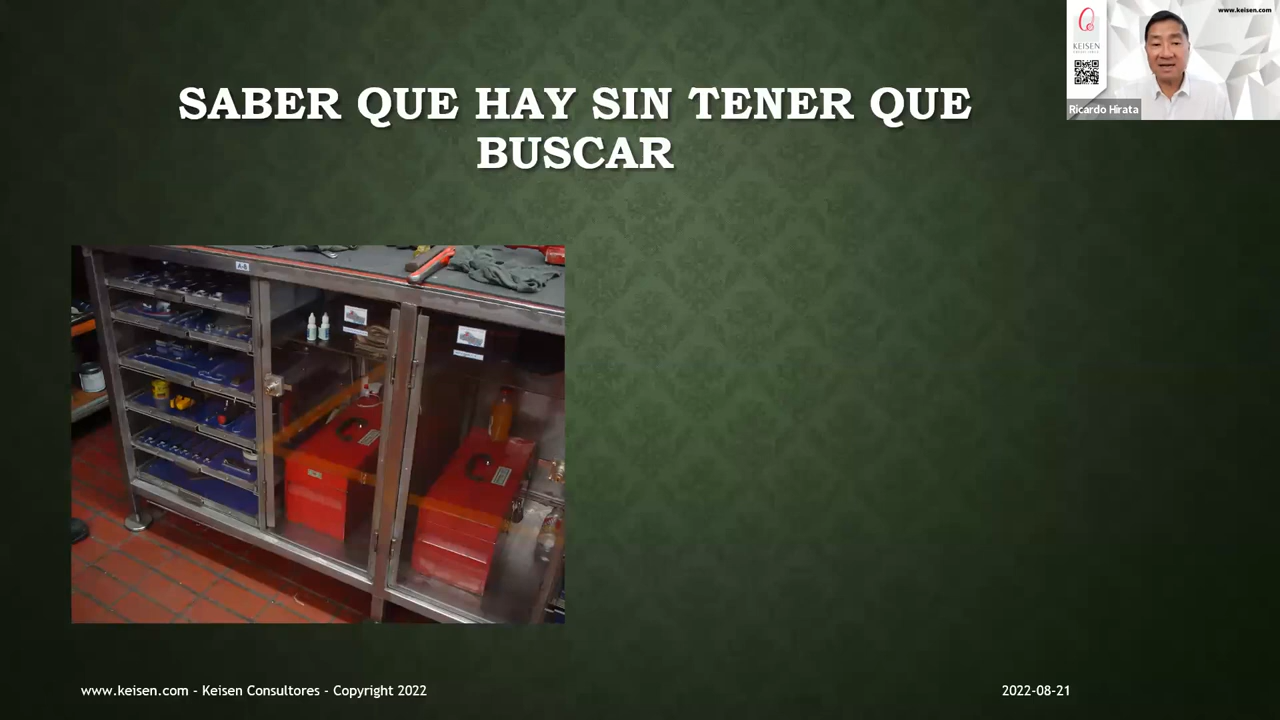 www.keisen.com
KEISEN
Ricardo Hirata
SABER QUE HAY SIN TENER QUE
BUSCAR
A-B
www.keisen.com - Keisen Consultores - Copyright 2022
2022-08-21